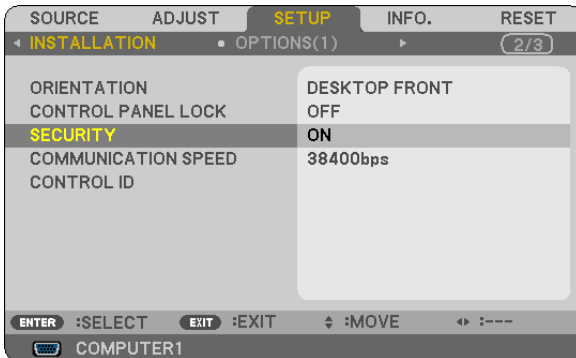 SOURCE ADJUST SETUP INFO. RESET
INSTALLATION • OPTIONS(1) 2/3
ORIENTATION DESKTOP FRONT
CONTROL PANEL LOCK OFF
SECURITY ON
COMMUNICATION SPEED 38400bps
CONTROL ID
ENTER :SELECT EXIT :EXIT :MOVE :---
COMPUTER1